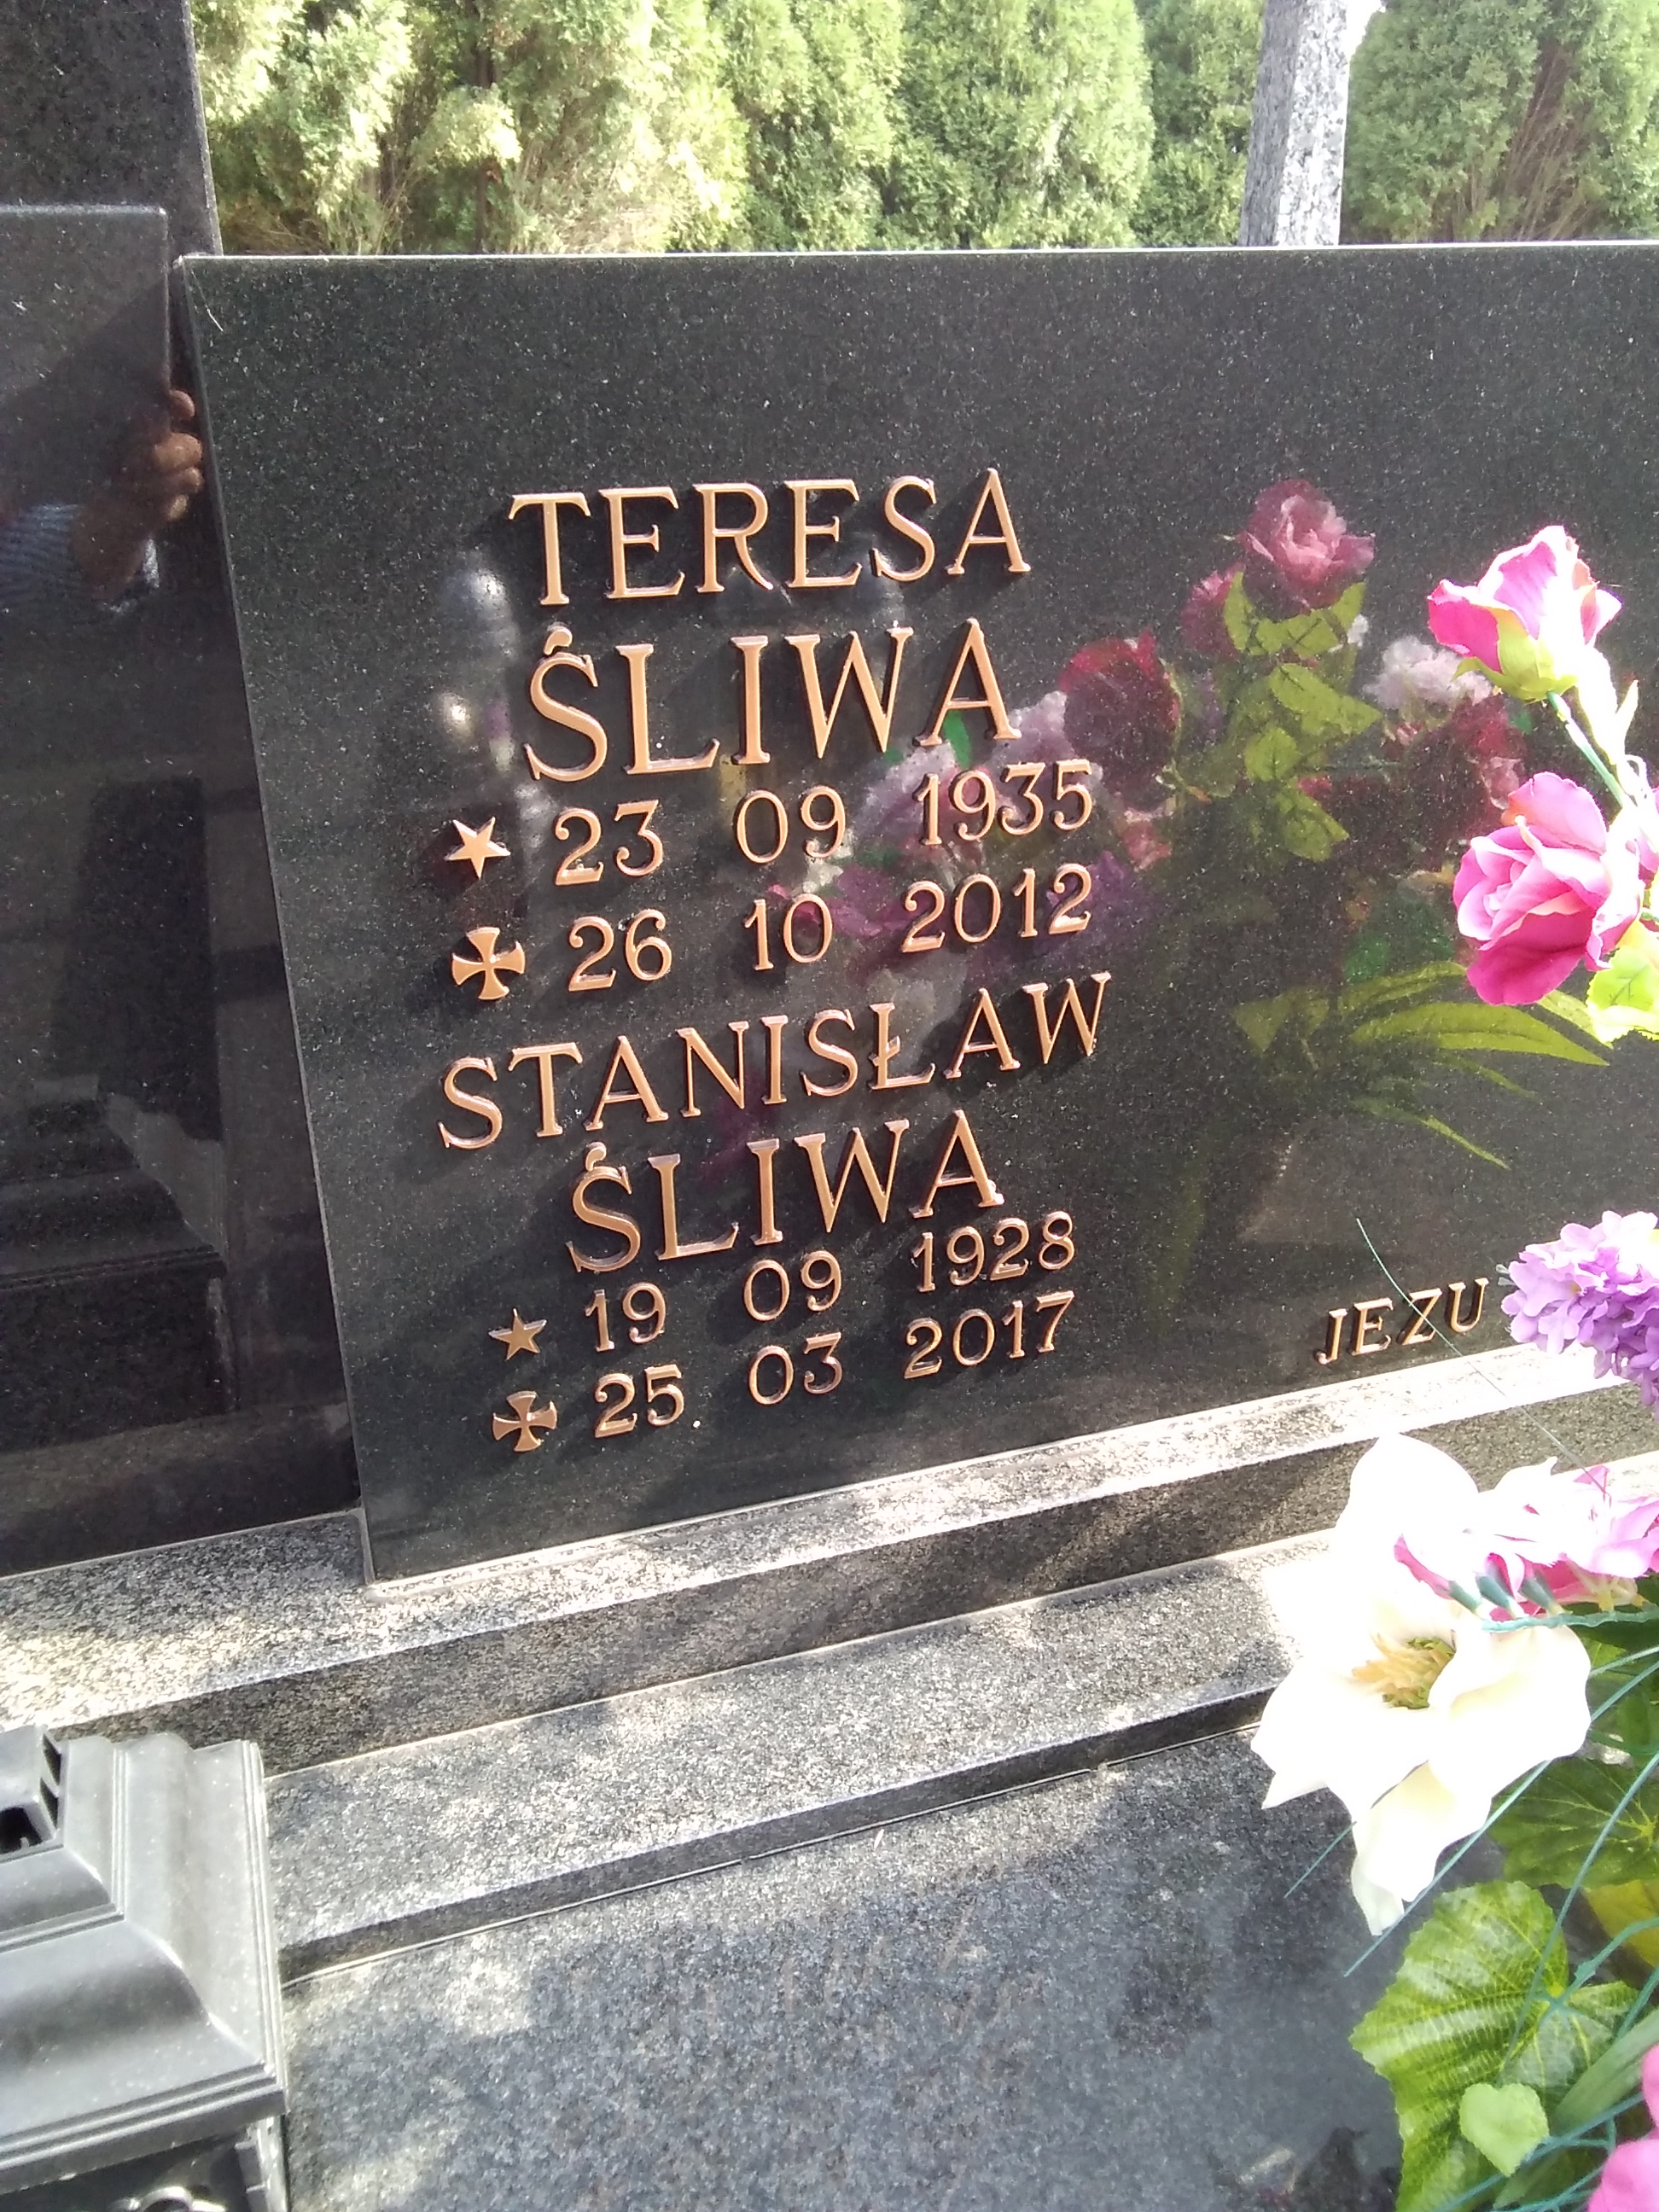 TERESA
ŚLIWA
23 09 1935
26 10 2012
STANISŁAW
ŚLIWA
19 09 1928
25 03 2017
JEZU